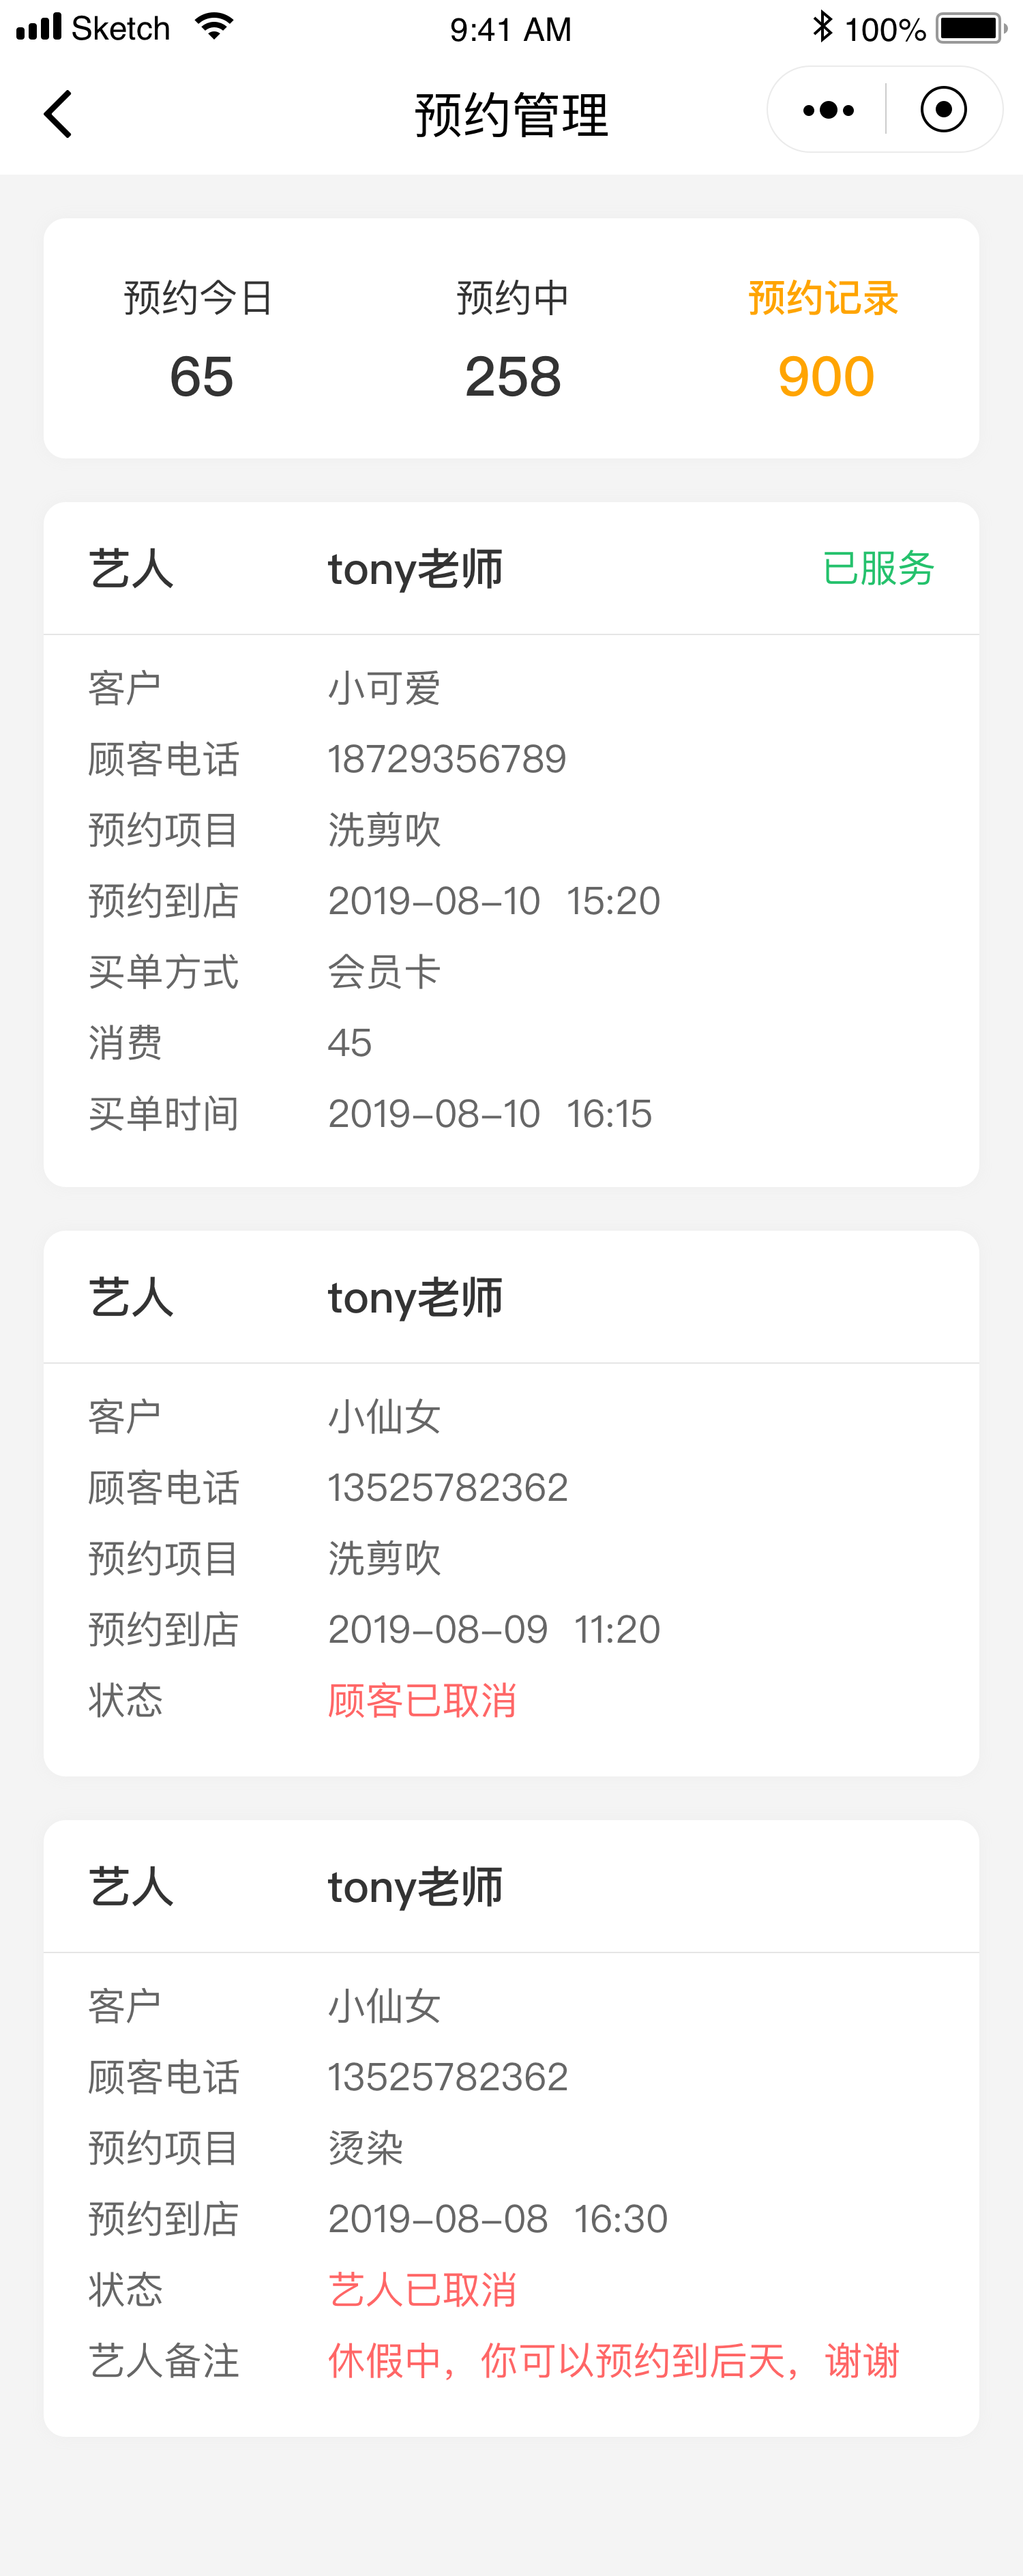 Sketch 9:41 AM 100%
预约管理
预约今日 预约中 预约记录
65 258 900
艺人 tony老师 已服务
客户 小可爱
顾客电话 18729356789
预约项目 洗剪吹
预约到店 2019-08-10 15:20
买单方式 会员卡
消费 45
买单时间 2019-08-10 16:15
艺人 tony老师
客户 小仙女
顾客电话 13525782362
预约项目 洗剪吹
预约到店 2019-08-09 11:20
状态 顾客已取消
艺人 tony老师
客户 小仙女
顾客电话 13525782362
预约项目 烫染
预约到店 2019-08-08 16:30
状态 艺人已取消
艺人备注 休假中，你可以预约到后天，谢谢